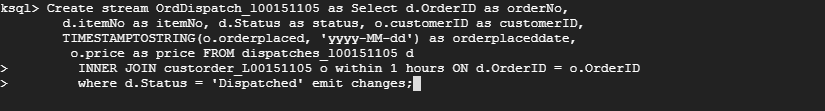 ksql> Create stream OrdDispatch_l00151105 as Select d.OrderID as orderNo,
d.itemNo as itemNo, d.Status as status, o.customerID as customerID,
TIMESTAMPTOSTRING(o.orderplaced, 'yyyy-MM-dd') as orderplaceddate,
o.price as price FROM dispatches_l00151105 d
> INNER JOIN custorder_L00151105 o within 1 hours ON d.OrderID = o.OrderID
> where d.Status = 'Dispatched' emit changes;